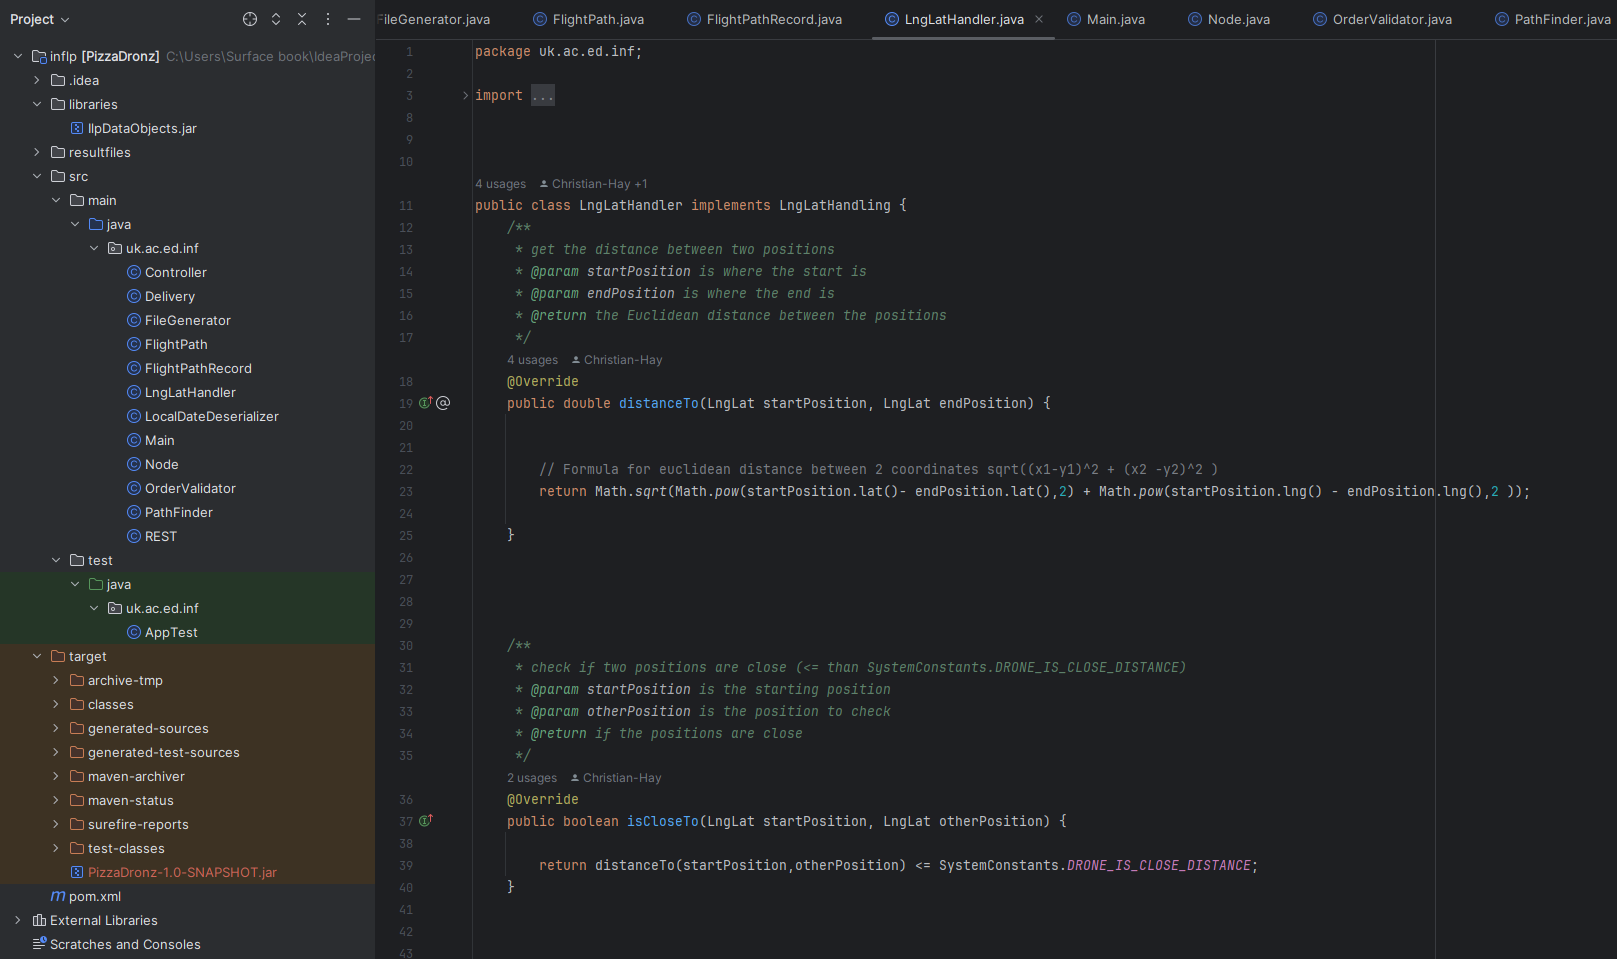 Project
inflp [PizzaDronz] C:\Users\Surface book\IdeaProjec
.idea
libraries
IlpDataObjects.jar
resultfiles
src
main
java
uk.ac.ed.inf
Controller
Delivery
FileGenerator
FlightPath
FlightPathRecord
LngLatHandler
LocalDateDeserializer
Main
Node
OrderValidator
PathFinder
REST
test
java
uk.ac.ed.inf
AppTest
target
archive-tmp
classes
generated-sources
generated-test-sources
maven-archiver
maven-status
surefire-reports
test-classes
PizzaDronz-1.0-SNAPSHOT.jar
m pom.xml
External Libraries
Scratches and Consoles
FileGenerator.java FlightPath.java FlightPathRecord.java LngLatHandler.java Main.java Node.java OrderValidator.java PathFinder.java
1 package uk.ac.ed.inf;
2
3 import ...
8
9
10
4 usages Christian-Hay +1
11 public class LngLatHandler implements LngLatHandling {
12 /**
13 * get the distance between two positions
14 * @param startPosition is where the start is
15 * @param endPosition is where the end is
16 * @return the Euclidean distance between the positions
17 */
4 usages Christian-Hay
18 @Override
19 public double distanceTo(LngLat startPosition, LngLat endPosition) {
20
21
22 // Formula for euclidean distance between 2 coordinates sqrt((x1-y1)^2 + (x2 -y2)^2 )
23 return Math.sqrt(Math.pow(startPosition.lat()- endPosition.lat(),2) + Math.pow(startPosition.lng() - endPosition.lng(),2 ));
24
25 }
26
27
28
29
30 /**
31 * check if two positions are close (<= than SystemConstants.DRONE_IS_CLOSE_DISTANCE)
32 * @param startPosition is the starting position
33 * @param otherPosition is the position to check
34 * @return if the positions are close
35 */
2 usages Christian-Hay
36 @Override
37 public boolean isCloseTo(LngLat startPosition, LngLat otherPosition) {
38
39 return distanceTo(startPosition,otherPosition) <= SystemConstants.DRONE_IS_CLOSE_DISTANCE;
40 }
41
42
43